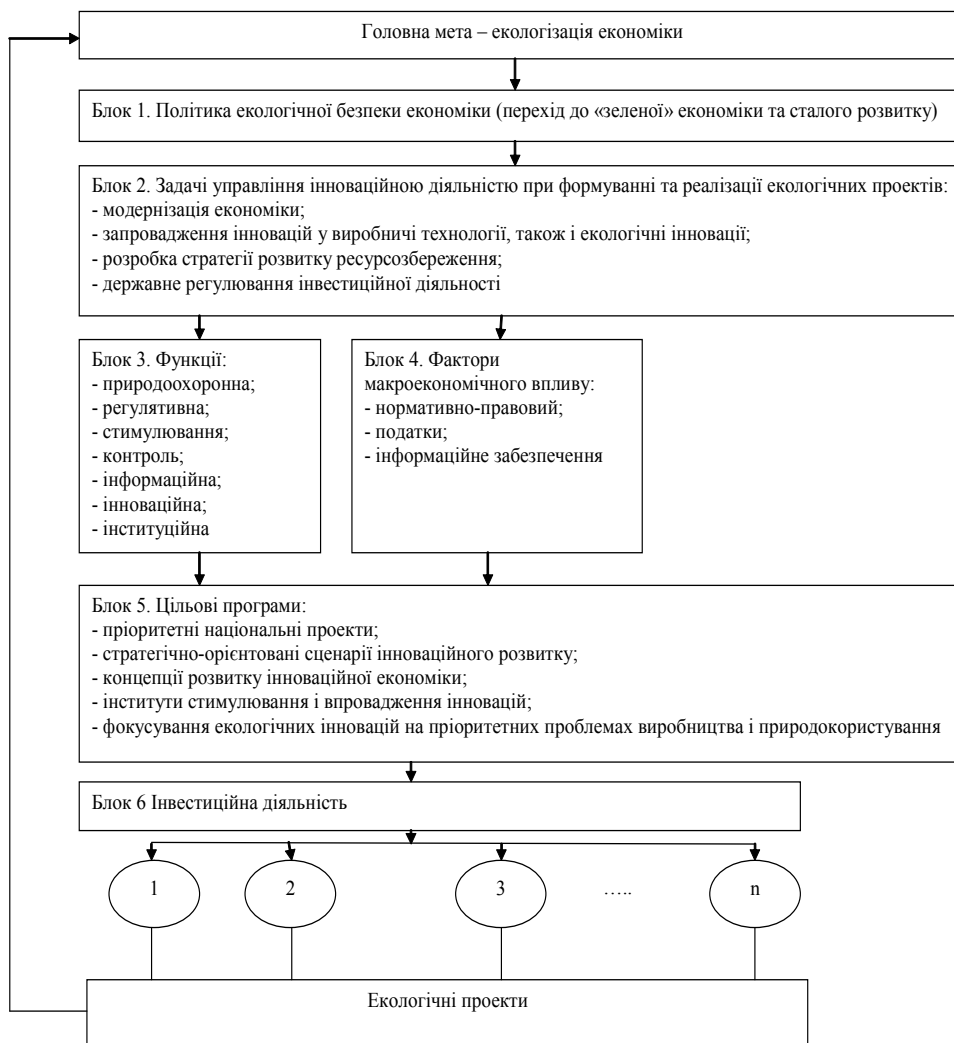 Головна мета – екологізація економіки
Блок 1. Політика екологічної безпеки економіки (перехід до «зеленої» економіки та сталого розвитку)
Блок 2. Задачі управління інноваційною діяльністю при формуванні та реалізації екологічних проектів:
- модернізація економіки;
- запровадження інновацій у виробничі технології, також і екологічні інновації;
- розробка стратегії розвитку ресурсозбереження;
- державне регулювання інвестиційної діяльності
Блок 3. Функції:
- природоохоронна;
- регулятивна;
- стимулювання;
- контроль;
- інформаційна;
- інноваційна;
- інституційна
Блок 4. Фактори
макроекономічного впливу:
- нормативно-правовий;
- податки;
- інформаційне забезпечення
Блок 5. Цільові програми:
- пріоритетні національні проекти;
- стратегічно-орієнтовані сценарії інноваційного розвитку;
- концепції розвитку інноваційної економіки;
- інститути стимулювання і впровадження інновацій;
- фокусування екологічних інновацій на пріоритетних проблемах виробництва і природокористування
Блок 6 Інвестиційна діяльність
1 2 3 ….. n
Екологічні проекти